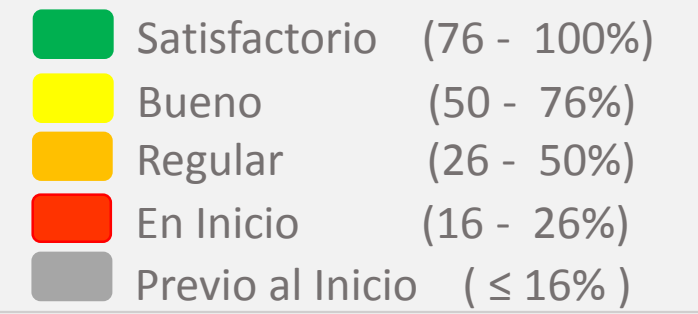 Satisfactorio (76 - 100%)
Bueno (50 - 76%)
Regular (26 - 50%)
En Inicio (16 - 26%)
Previo al Inicio ( ≤ 16% )